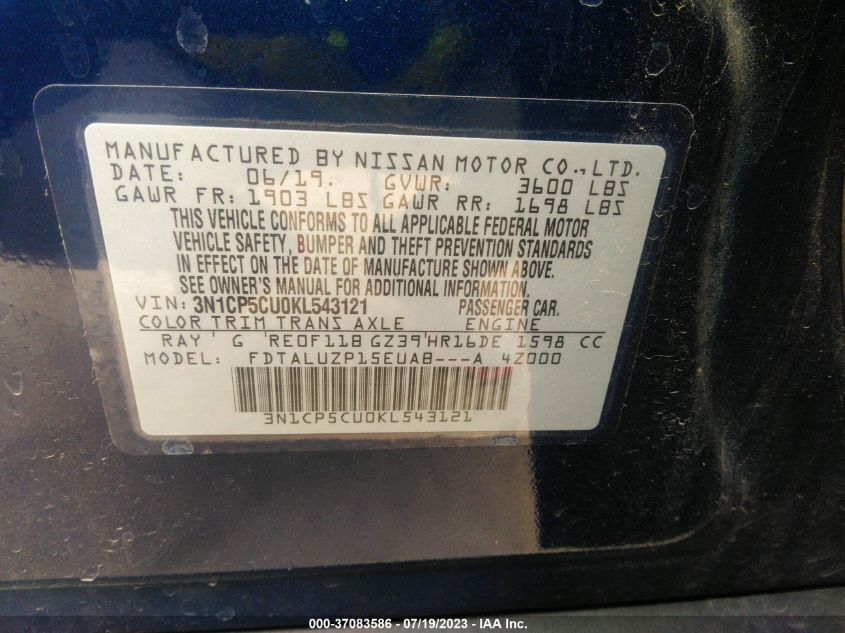 MANUFACTURED BY NISSAN MOTOR CO., LTD.
DATE: 06/19. GVWR: 3600 LBS
GAWR FR: 1903 LBS GAWR RR: 1698 LBS
THIS VEHICLE CONFORMS TO ALL APPLICABLE FEDERAL MOTOR
VEHICLE SAFETY, BUMPER AND THEFT PREVENTION STANDARDS
IN EFFECT ON THE DATE OF MANUFACTURE SHOWN ABOVE.
SEE OWNER'S MANUAL FOR ADDITIONAL INFORMATION.
VIN: 3N1CP5CU0KL543121 PASSENGER CAR.
COLOR TRIM TRANS AXLE ENGINE
RAY G RE0F11B GZ39 HR16DE 1598 CC
MODEL: FDTALUZP15EUAB---A 4Z000
3N1CP5CU0KL543121
000-37083586 - 07/19/2023 - IAA Inc.